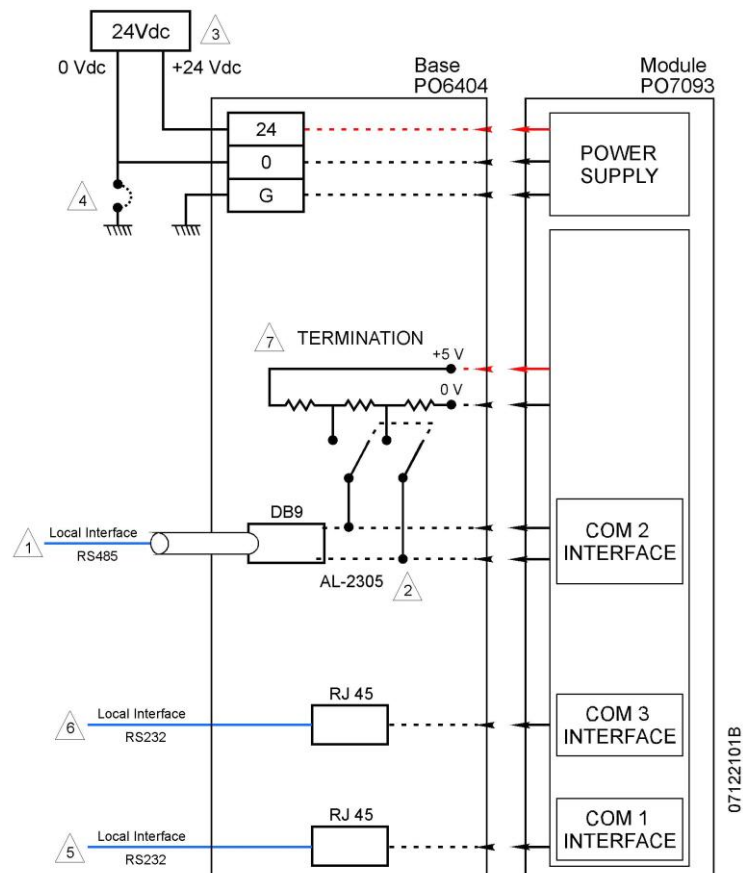 24Vdc
3
0 Vdc
+24 Vdc
Base
PO6404
Module
PO7093
24
0
G
POWER
SUPPLY
4
7
TERMINATION
+5 V
0 V
DB9
Local Interface
1
RS485
COM 2
INTERFACE
AL-2305
2
RJ 45
Local Interface
6
RS232
COM 3
INTERFACE
RJ 45
Local Interface
5
RS232
COM 1
INTERFACE
07122101B